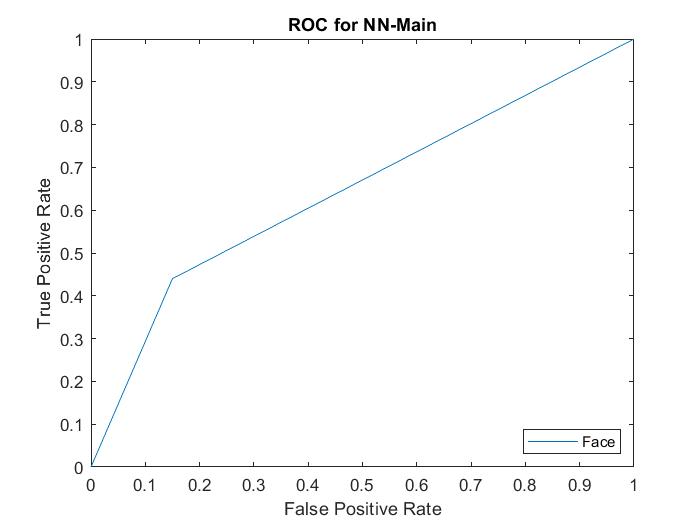 ROC for NN-Main
1
0.9
0.8
0.7
0.6
0.5
0.4
0.3
0.2
0.1
0
True Positive Rate
Face
0 0.1 0.2 0.3 0.4 0.5 0.6 0.7 0.8 0.9 1
False Positive Rate